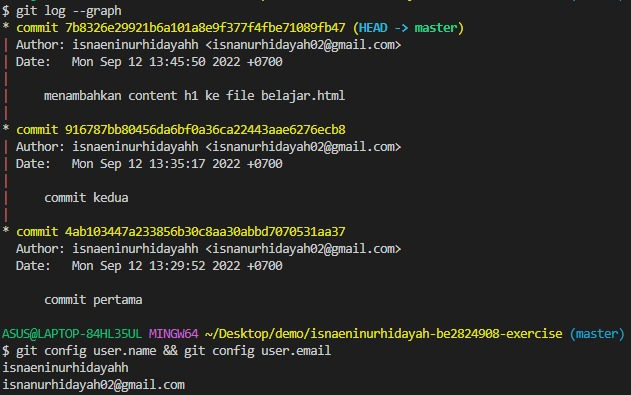 $ git log --graph
* commit 7b8326e29921b6a101a8e9f377f4fbe71089fb47 (HEAD -> master)
| Author: isnaeninurhidayahh <isnanurhidayah02@gmail.com>
| Date:   Mon Sep 12 13:45:50 2022 +0700
|
|     menambahkan content h1 ke file belajar.html
|
* commit 916787bb80456da6bf0a36ca22443aae6276ecb8
| Author: isnaeninurhidayahh <isnanurhidayah02@gmail.com>
| Date:   Mon Sep 12 13:35:17 2022 +0700
|
|     commit kedua
|
* commit 4ab103447a233856b30c8aa30abbd7070531aa37
  Author: isnaeninurhidayahh <isnanurhidayah02@gmail.com>
  Date:   Mon Sep 12 13:29:52 2022 +0700

      commit pertama

ASUS@LAPTOP-84HL35UL MINGW64 ~/Desktop/demo/isnaeninurhidayah-be2824908-exercise (master)
$ git config user.name && git config user.email
isnaeninurhidayahh
isnanurhidayah02@gmail.com